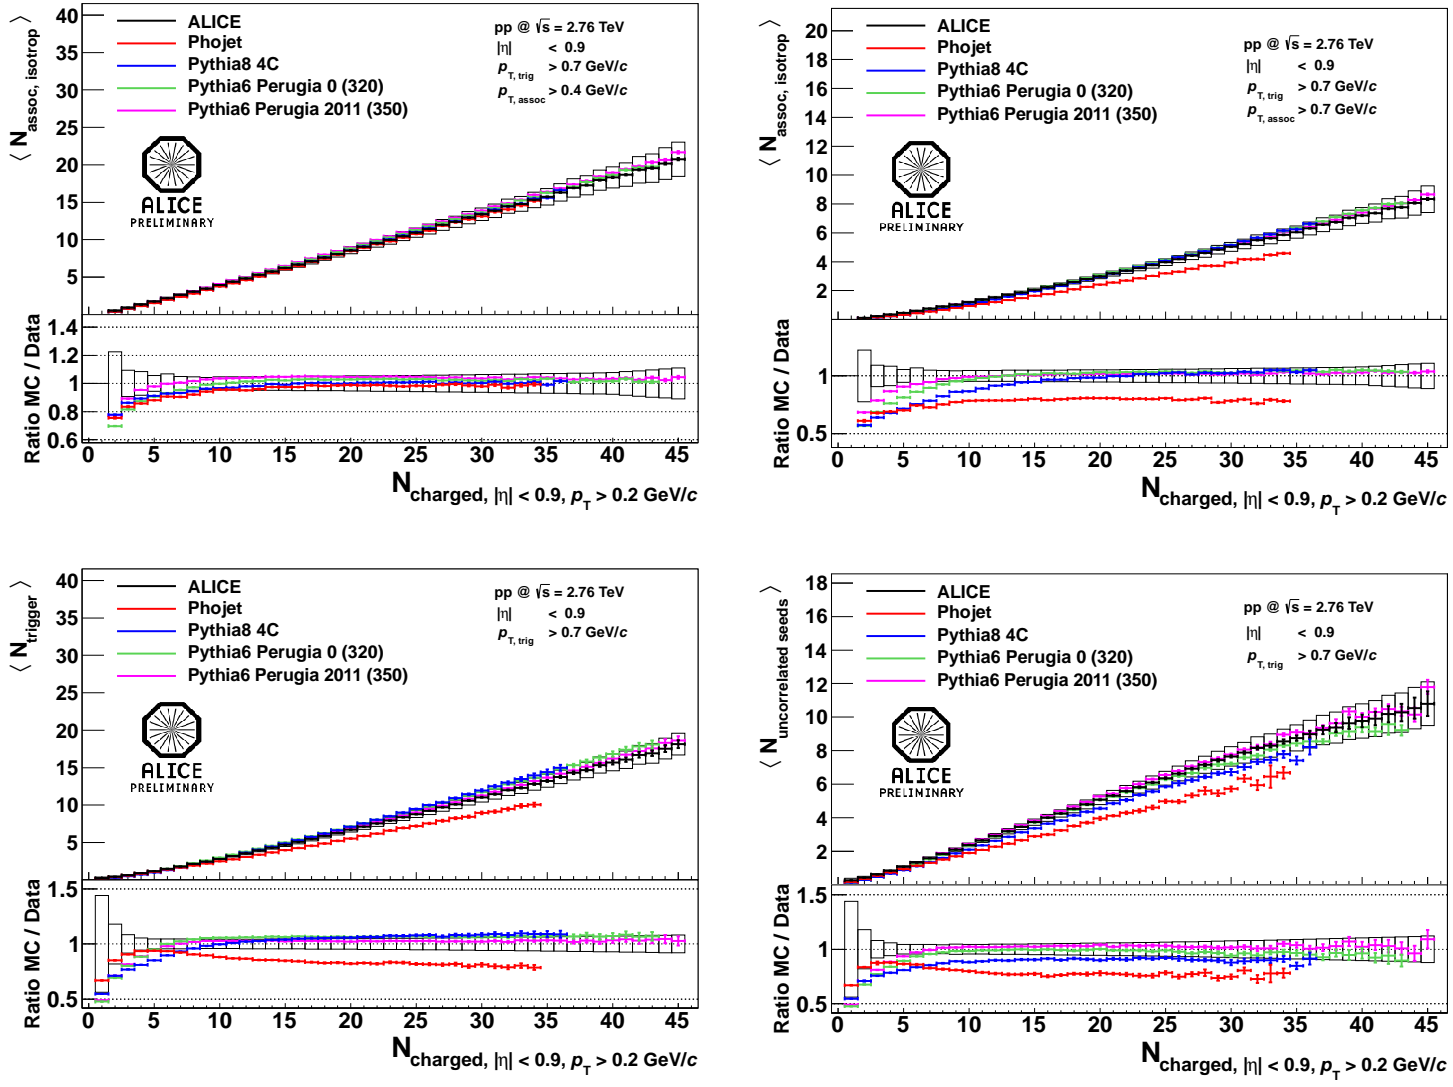 ALICE
Phojet
Pythia8 4C
Pythia6 Perugia 0 (320)
Pythia6 Perugia 2011 (350)
pp @ √s = 2.76 TeV
|η| < 0.9
p_T, trig > 0.7 GeV/c
p_T, assoc > 0.4 GeV/c
⟨ N_assoc, isotrop ⟩
40
35
30
25
20
15
10
5
ALICE
PRELIMINARY
Ratio MC / Data
1.4
1.2
1
0.8
0.6
0 5 10 15 20 25 30 35 40 45
N_charged, |η| < 0.9, p_T > 0.2 GeV/c
ALICE
Phojet
Pythia8 4C
Pythia6 Perugia 0 (320)
Pythia6 Perugia 2011 (350)
pp @ √s = 2.76 TeV
|η| < 0.9
p_T, trig > 0.7 GeV/c
p_T, assoc > 0.7 GeV/c
⟨ N_assoc, isotrop ⟩
20
18
16
14
12
10
8
6
4
2
ALICE
PRELIMINARY
Ratio MC / Data
1
0.5
0 5 10 15 20 25 30 35 40 45
N_charged, |η| < 0.9, p_T > 0.2 GeV/c
ALICE
Phojet
Pythia8 4C
Pythia6 Perugia 0 (320)
Pythia6 Perugia 2011 (350)
pp @ √s = 2.76 TeV
|η| < 0.9
p_T, trig > 0.7 GeV/c
⟨ N_trigger ⟩
40
35
30
25
20
15
10
5
ALICE
PRELIMINARY
Ratio MC / Data
1.5
1
0.5
0 5 10 15 20 25 30 35 40 45
N_charged, |η| < 0.9, p_T > 0.2 GeV/c
ALICE
Phojet
Pythia8 4C
Pythia6 Perugia 0 (320)
Pythia6 Perugia 2011 (350)
pp @ √s = 2.76 TeV
|η| < 0.9
p_T, trig > 0.7 GeV/c
⟨ N_uncorrelated seeds ⟩
18
16
14
12
10
8
6
4
2
ALICE
PRELIMINARY
Ratio MC / Data
1.5
1
0.5
0 5 10 15 20 25 30 35 40 45
N_charged, |η| < 0.9, p_T > 0.2 GeV/c